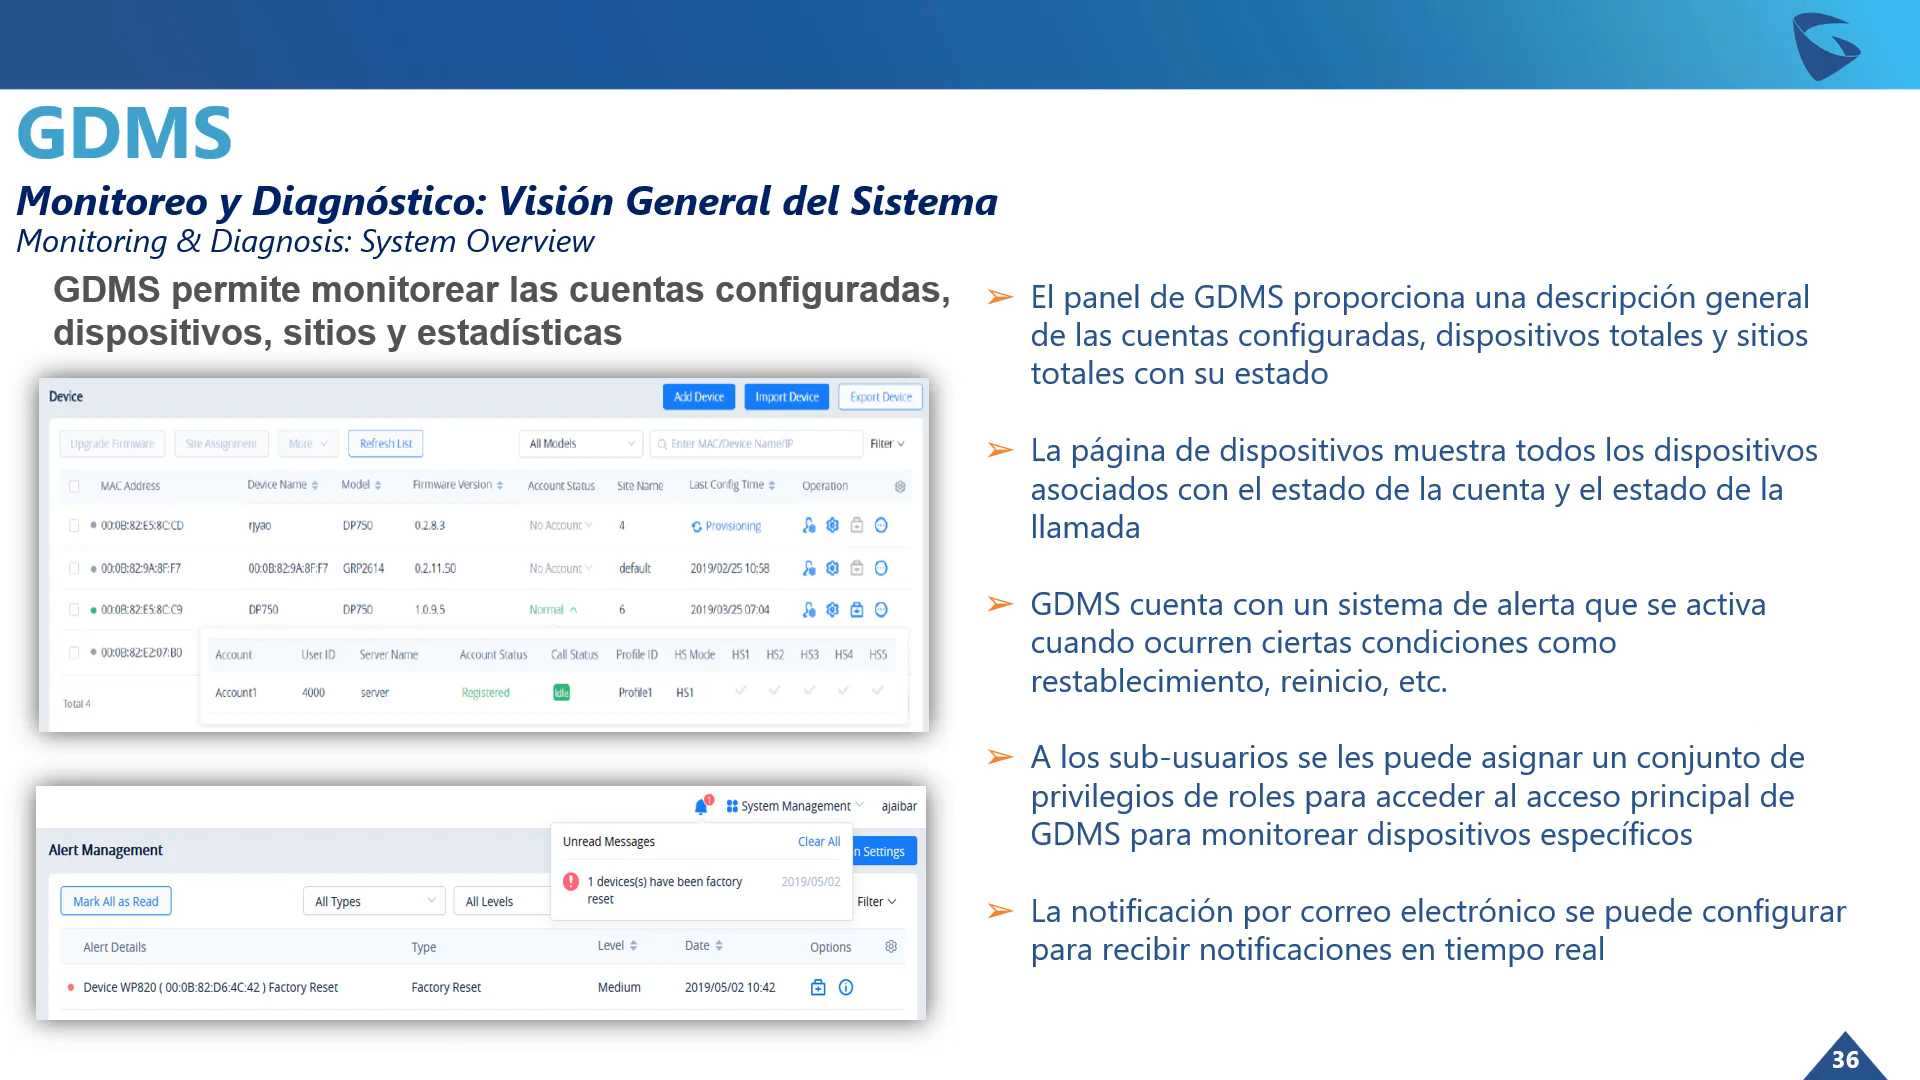 GDMS
Monitoreo y Diagnóstico: Visión General del Sistema
Monitoring & Diagnosis: System Overview
GDMS permite monitorear las cuentas configuradas,
dispositivos, sitios y estadísticas
Device
Add Device Import Device Export Device
Upgrade Firmware Site Assignment More Refresh List All Models Enter MAC/Device Name/IP Filter
MAC Address Device Name Model Firmware Version Account Status Site Name Last Config Time Operation
00:0B:82:E5:8C:CD rjyao DP750 0.2.8.3 No Account 4 Provisioning
00:0B:82:9A:8F:F7 00:0B:82:9A:8F:F7 GRP2614 0.2.11.50 No Account default 2019/02/25 10:58
00:0B:82:E5:8C:C9 DP750 DP750 1.0.9.5 Normal 6 2019/03/25 07:04
00:0B:82:E2:07:B0
Account User ID Server Name Account Status Call Status Profile ID HS Mode HS1 HS2 HS3 HS4 HS5
Account1 4000 server Registered Idle Profile1 HS1
Total 4
1 System Management ajaibar
Alert Management
Unread Messages Clear All
n Settings
1 devices(s) have been factory 2019/05/02
reset
Mark All as Read All Types All Levels Filter
Alert Details Type Level Date Options
Device WP820 ( 00:0B:82:D6:4C:42 ) Factory Reset Factory Reset Medium 2019/05/02 10:42
➢ El panel de GDMS proporciona una descripción general
de las cuentas configuradas, dispositivos totales y sitios
totales con su estado
➢ La página de dispositivos muestra todos los dispositivos
asociados con el estado de la cuenta y el estado de la
llamada
➢ GDMS cuenta con un sistema de alerta que se activa
cuando ocurren ciertas condiciones como
restablecimiento, reinicio, etc.
➢ A los sub-usuarios se les puede asignar un conjunto de
privilegios de roles para acceder al acceso principal de
GDMS para monitorear dispositivos específicos
➢ La notificación por correo electrónico se puede configurar
para recibir notificaciones en tiempo real
36